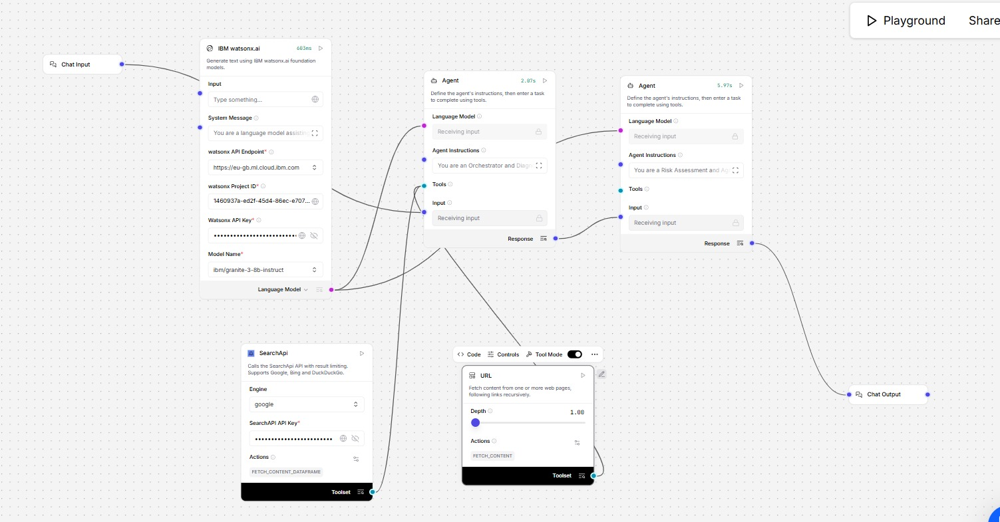 Playground
Share
Chat Input
IBM watsonx.ai
603ms
Generate text using IBM watsonx.ai foundation
models.
Input
Type something...
System Message
You are a language model assistin
watsonx API Endpoint*
https://eu-gb.ml.cloud.ibm.com
watsonx Project ID*
1460937a-ed2f-45d4-86ec-e707...
Watsonx API Key*
Model Name*
ibm/granite-3-8b-instruct
Language Model
Agent
2.07s
Define the agent's instructions, then enter a task
to complete using tools.
Language Model
Receiving input
Agent Instructions
You are an Orchestrator and Diagn
Tools
Input
Receiving input
Response
Agent
5.97s
Define the agent's instructions, then enter a task
to complete using tools.
Language Model
Receiving input
Agent Instructions
You are a Risk Assessment and Ag
Tools
Input
Receiving input
Response
SearchApi
Calls the SearchApi API with result limiting.
Supports Google, Bing and DuckDuckGo.
Engine
google
SearchAPI API Key*
Actions
FETCH_CONTENT_DATAFRAME
Toolset
Code
Controls
Tool Mode
URL
Fetch content from one or more web pages,
following links recursively.
Depth
1.00
Actions
FETCH_CONTENT
Toolset
Chat Output